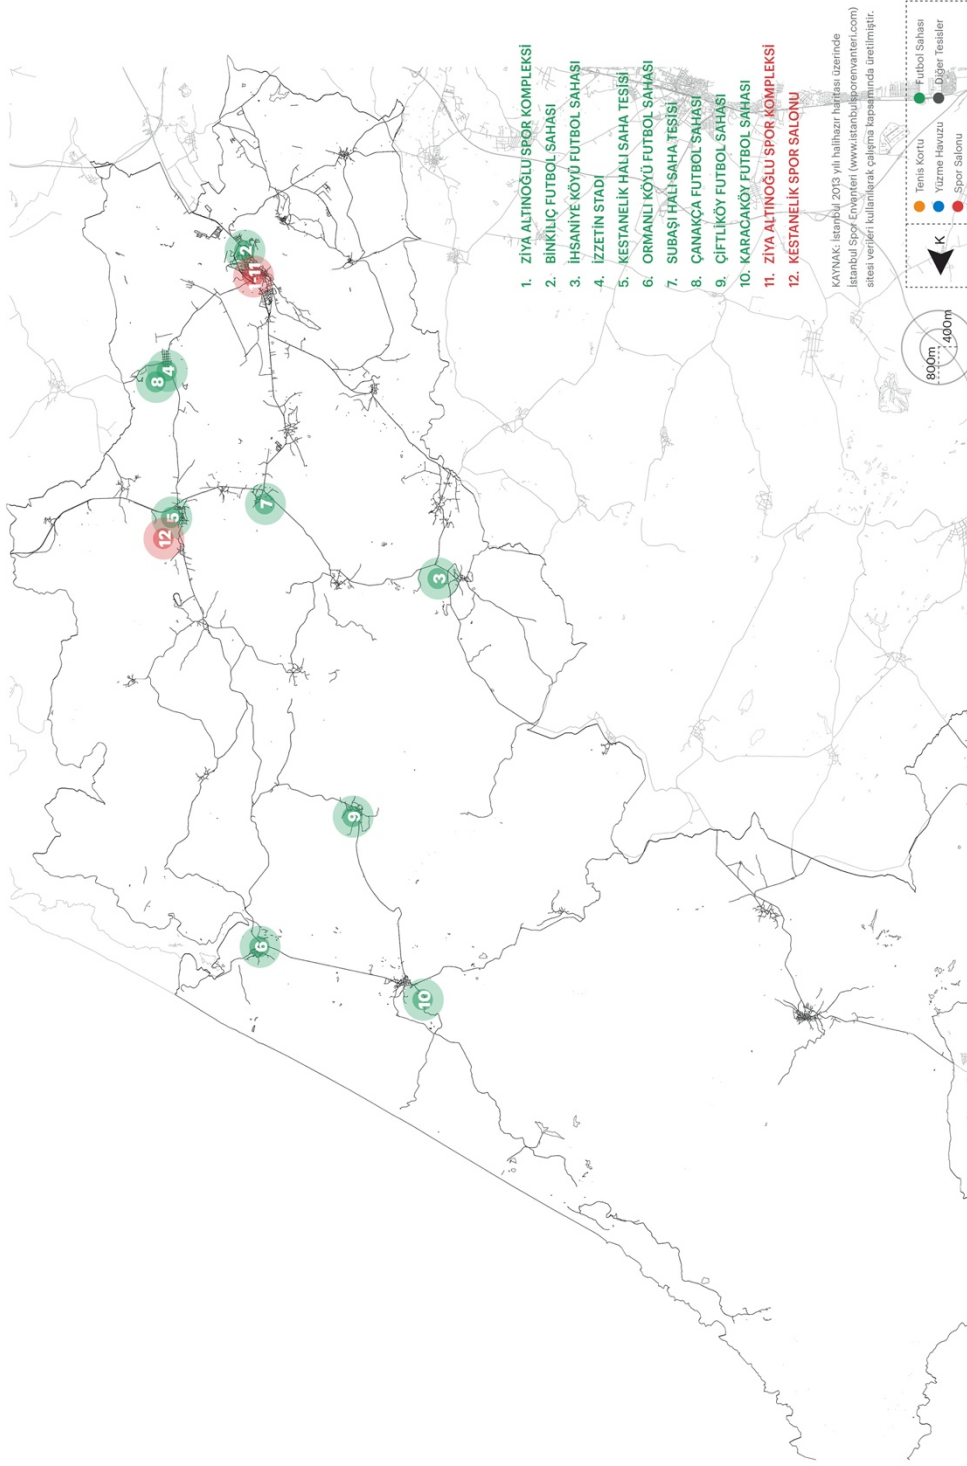 1. ZİYA ALTINOĞLU SPOR KOMPLEKSİ
2. BİNKILIÇ FUTBOL SAHASI
3. İHSANİYE KÖYÜ FUTBOL SAHASI
4. İZZETİN STADI
5. KESTANELİK HALI SAHA TESİSİ
6. ORMANLI KÖYÜ FUTBOL SAHASI
7. SUBAŞI HALI SAHA TESİSİ
8. ÇANAKÇA FUTBOL SAHASI
9. ÇİFTLİKÖY FUTBOL SAHASI
10. KARACAKÖY FUTBOL SAHASI
11. ZİYA ALTINOĞLU SPOR KOMPLEKSİ
12. KESTANELİK SPOR SALONU
KAYNAK: İstanbul 2013 yılı halihazır haritası üzerinde
İstanbul Spor Envanteri (www.istanbulsporenvanteri.com)
sitesi verileri kullanılarak çalışma kapsamında üretilmiştir.
800m
400m
K
Tenis Kortu
Yüzme Havuzu
Spor Salonu
Futbol Sahası
Diğer Tesisler
6
10
9
12
5
7
3
8
4
11
2